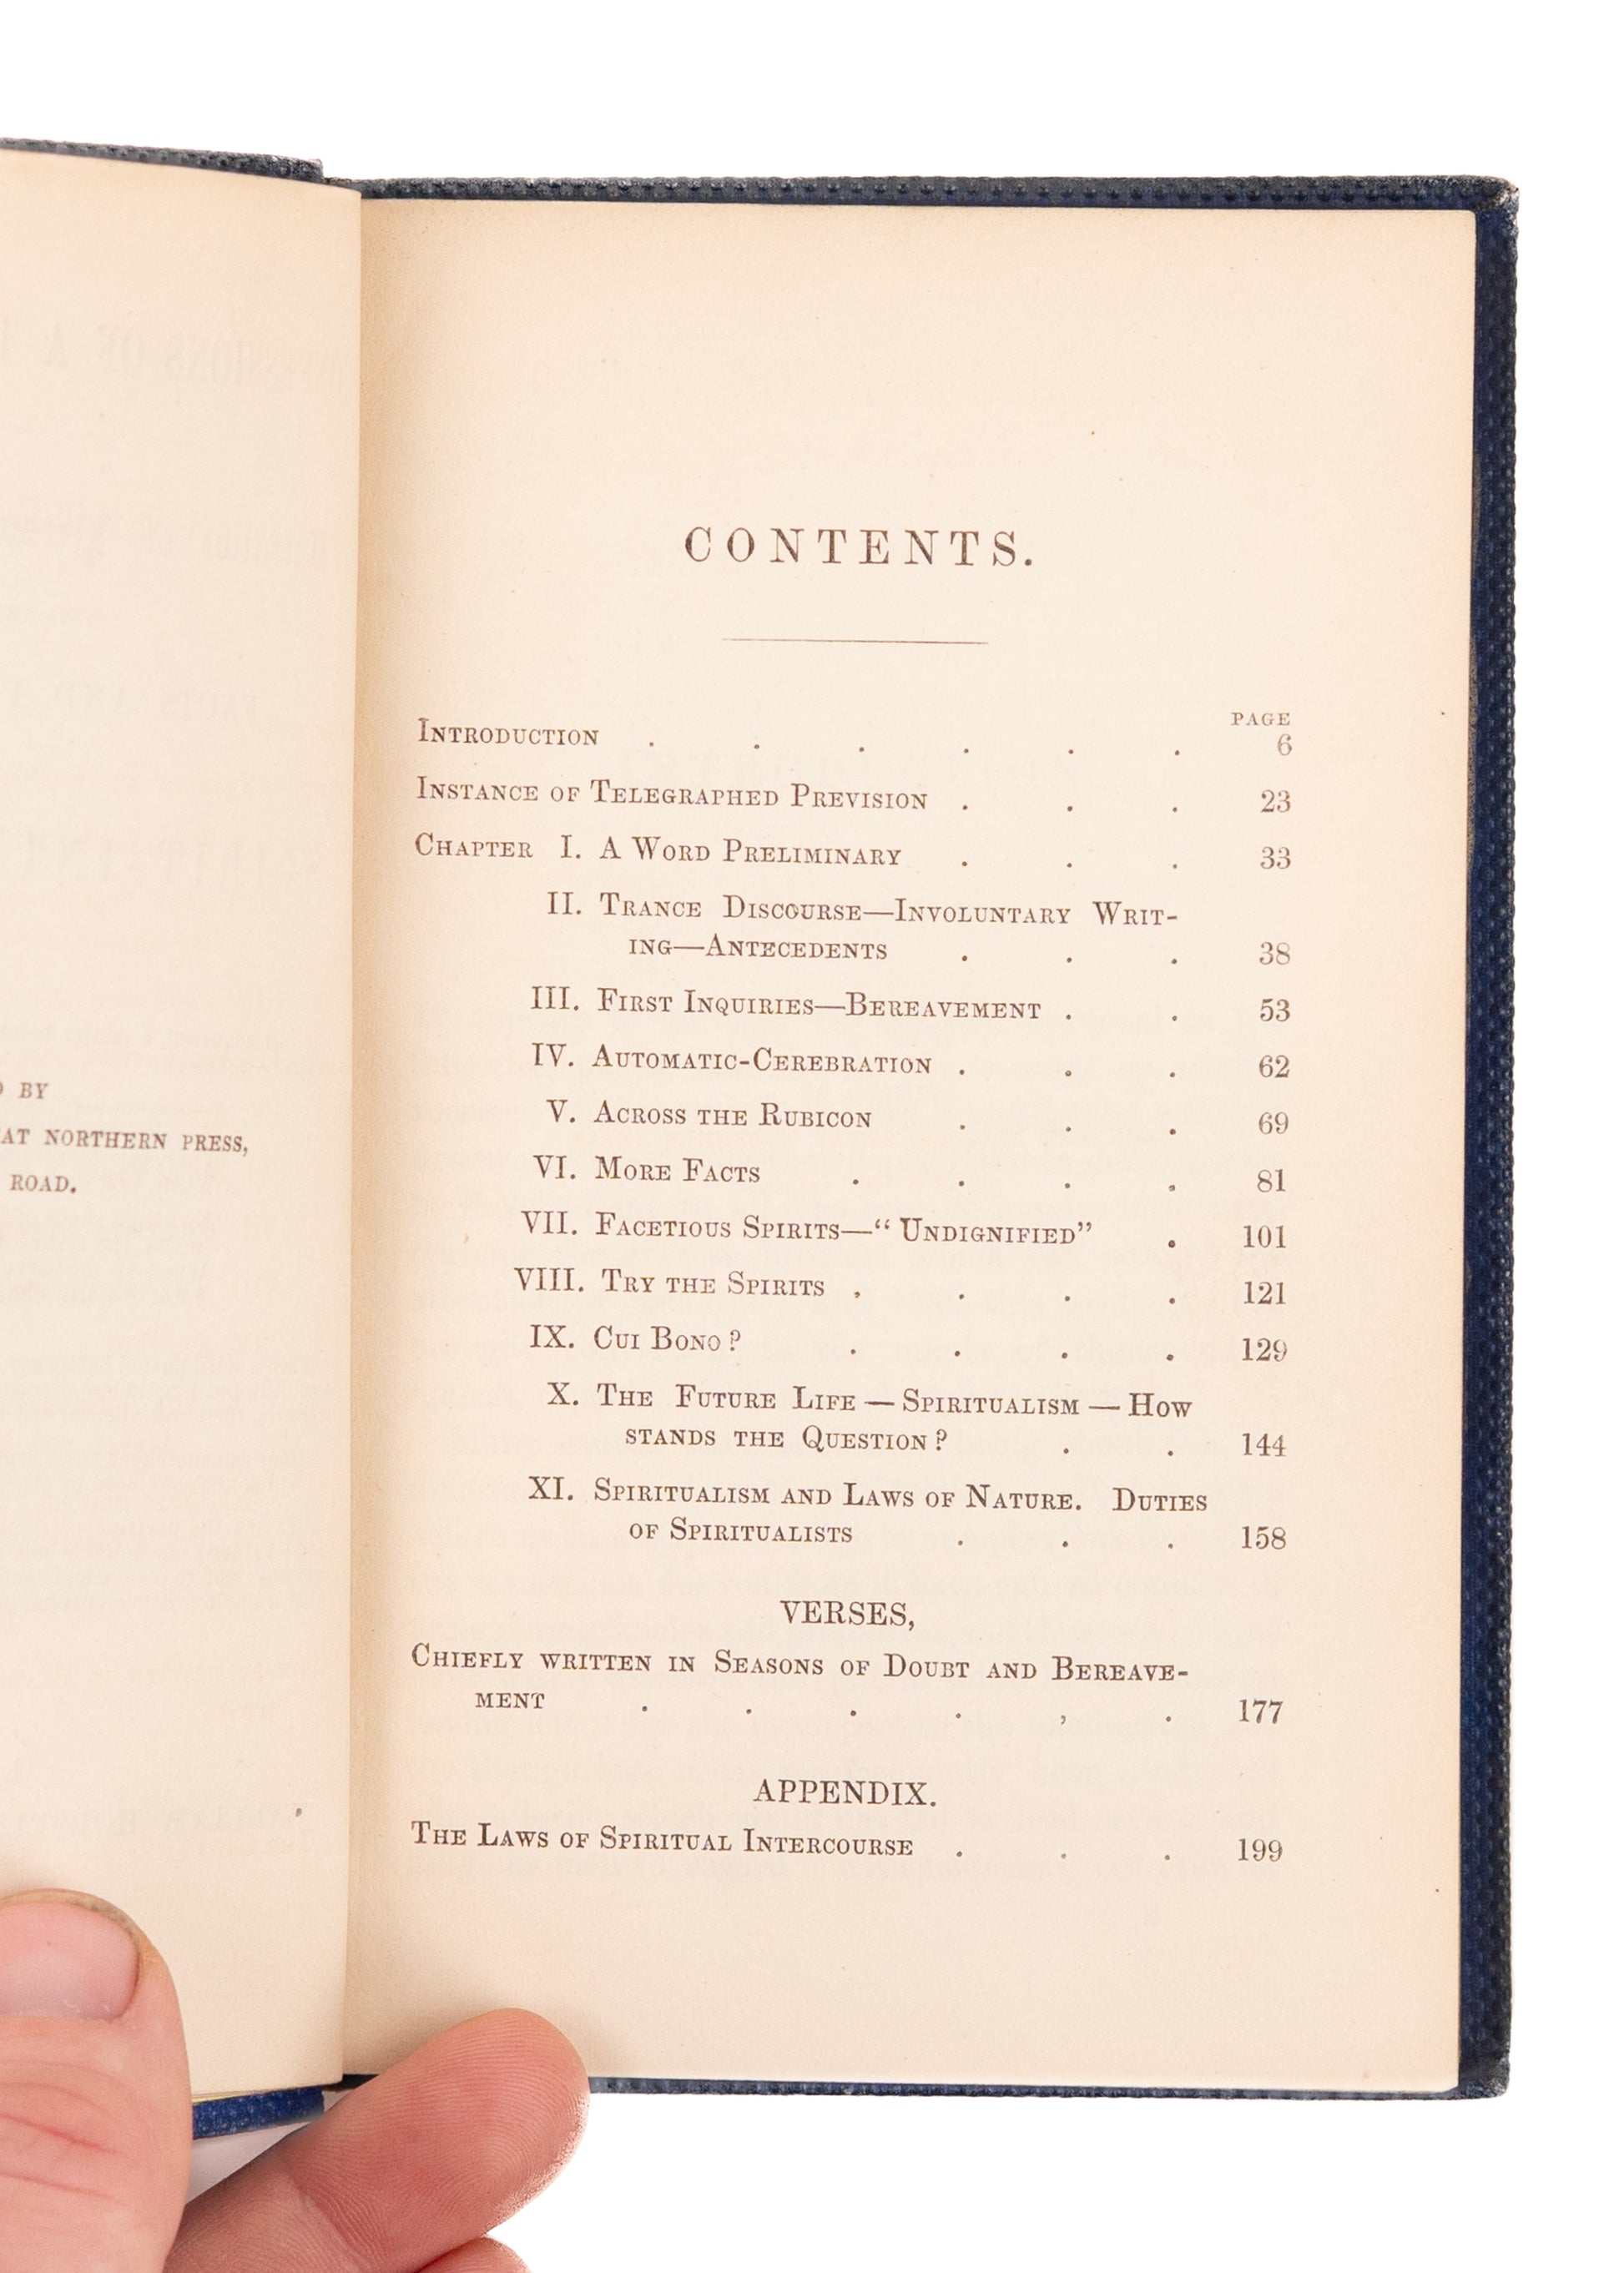 BY
AT NORTHERN PRESS,
ROAD.
CONTENTS.
PAGE
INTRODUCTION . . . . . . 6
INSTANCE OF TELEGRAPHED PREVISION . . . 23
CHAPTER I. A WORD PRELIMINARY . . . 33
II. TRANCE DISCOURSE—INVOLUNTARY WRIT-
ING—ANTECEDENTS . . . 38
III. FIRST INQUIRIES—BEREAVEMENT . . 53
IV. AUTOMATIC-CEREBRATION . . . 62
V. ACROSS THE RUBICON . . . 69
VI. MORE FACTS . . . . 81
VII. FACETIOUS SPIRITS—“UNDIGNIFIED” . 101
VIII. TRY THE SPIRITS . . . . 121
IX. CUI BONO? . . . . 129
X. THE FUTURE LIFE — SPIRITUALISM — HOW
STANDS THE QUESTION? . . 144
XI. SPIRITUALISM AND LAWS OF NATURE. DUTIES
OF SPIRITUALISTS . . . 158
VERSES,
CHIEFLY WRITTEN IN SEASONS OF DOUBT AND BEREAVE-
MENT . . . . , . 177
APPENDIX.
THE LAWS OF SPIRITUAL INTERCOURSE . . . 199